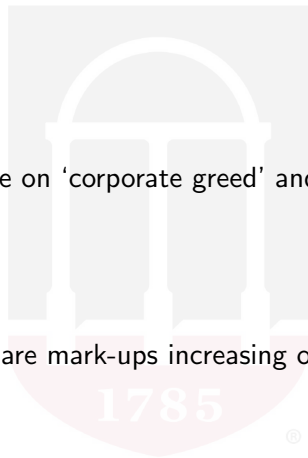 e on ‘corporate greed’ and
are mark-ups increasing o
1785
®